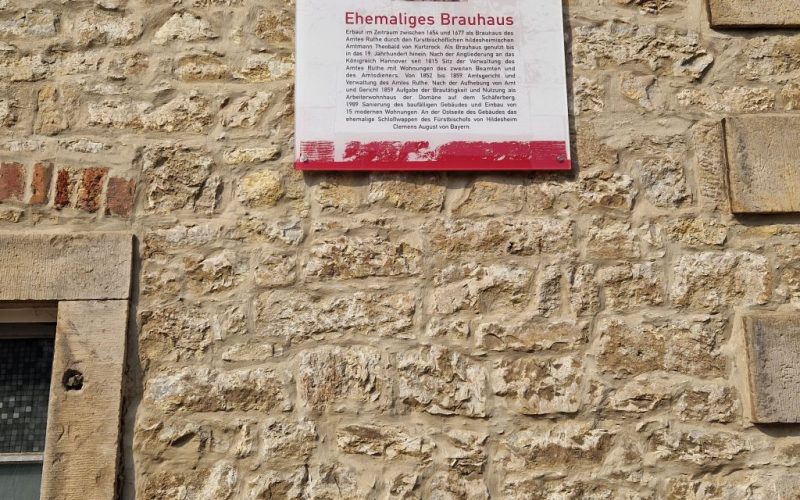 Ehemaliges Brauhaus
Erbaut im Zeitraum zwischen 1654 und 1677 als Brauhaus des
Amtes Ruthe durch den fürstbischöflichen hildesheimischen
Amtmann Theobald von Kurtzrock. Als Brauhaus genutzt bis
in das 19. Jahrhundert hinein. Nach der Angliederung an das
Königreich Hannover seit 1815 Sitz der Verwaltung des
Amtes Ruthe mit Wohnungen des zweiten Beamten und
des Amtsdieners. Von 1852 bis 1859 Amtsgericht und
Verwaltung des Amtes Ruthe. Nach der Aufhebung von Amt
und Gericht 1859 Aufgabe der Brautätigkeit und Nutzung als
Arbeiterwohnhaus der Domäne auf dem Schäferberg.
1989 Sanierung des baufälligen Gebäudes und Einbau von
15 modernen Wohnungen. An der Ostseite des Gebäudes das
ehemalige Schloßwappen des Fürstbischofs von Hildesheim
Clemens August von Bayern.